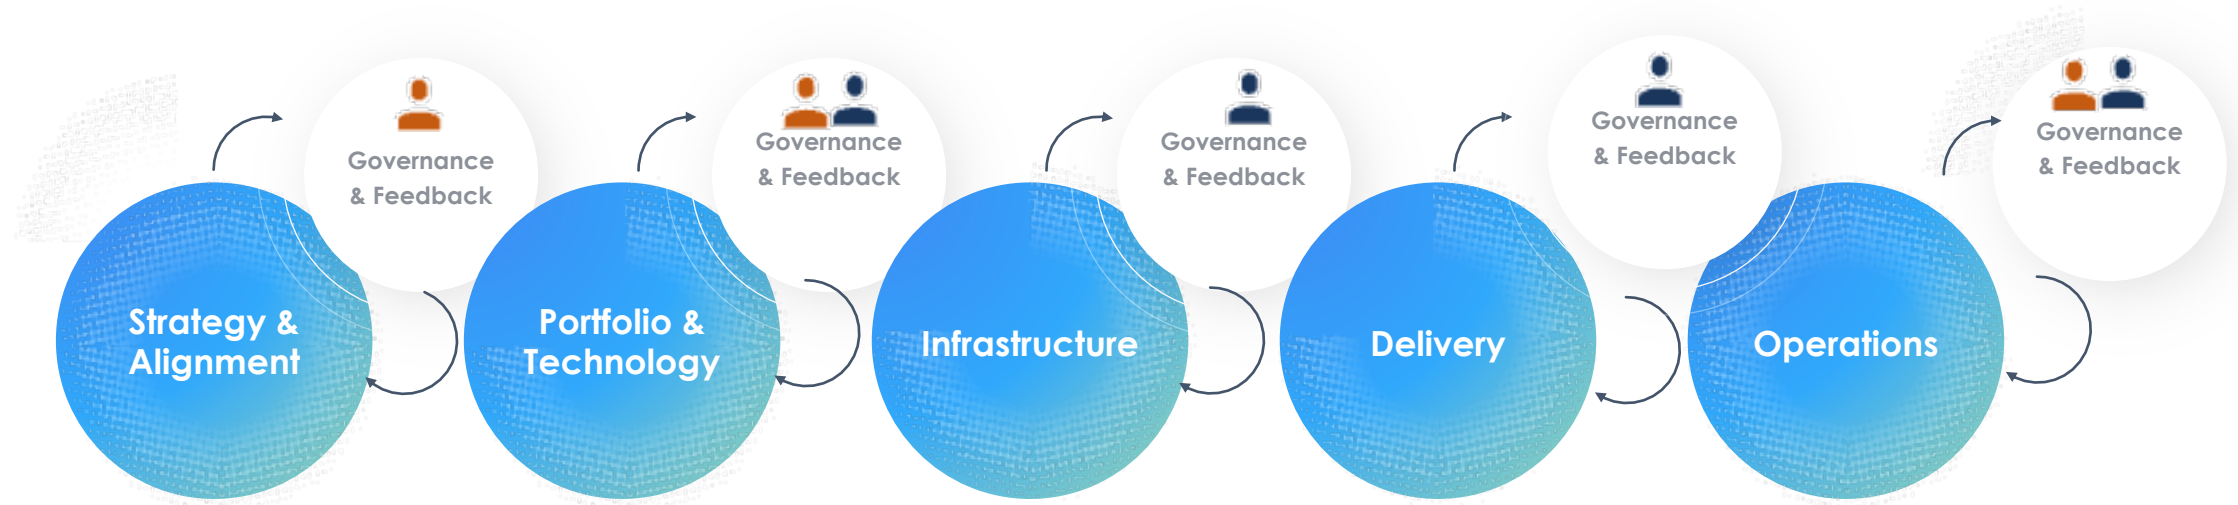 Governance
& Feedback
Governance
& Feedback
Governance
& Feedback
Governance
& Feedback
Governance
& Feedback
Strategy &
Alignment
Portfolio &
Technology
Infrastructure
Delivery
Operations